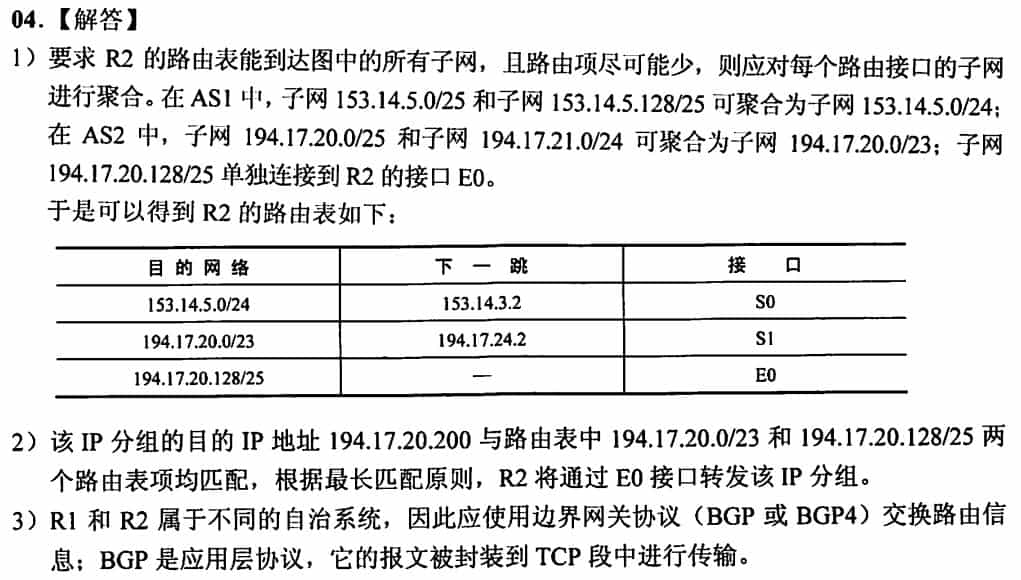 04.【解答】
1）要求 R2 的路由表能到达图中的所有子网，且路由项尽可能少，则应对每个路由接口的子网
进行聚合。在 AS1 中，子网 153.14.5.0/25 和子网 153.14.5.128/25 可聚合为子网 153.14.5.0/24；
在 AS2 中，子网 194.17.20.0/25 和子网 194.17.21.0/24 可聚合为子网 194.17.20.0/23；子网
194.17.20.128/25 单独连接到 R2 的接口 E0。
于是可以得到 R2 的路由表如下：
目的网络 下一跳 接口
153.14.5.0/24 153.14.3.2 S0
194.17.20.0/23 194.17.24.2 S1
194.17.20.128/25 — E0
2）该 IP 分组的目的 IP 地址 194.17.20.200 与路由表中 194.17.20.0/23 和 194.17.20.128/25 两
个路由表项均匹配，根据最长匹配原则，R2 将通过 E0 接口转发该 IP 分组。
3）R1 和 R2 属于不同的自治系统，因此应使用边界网关协议（BGP 或 BGP4）交换路由信
息；BGP 是应用层协议，它的报文被封装到 TCP 段中进行传输。